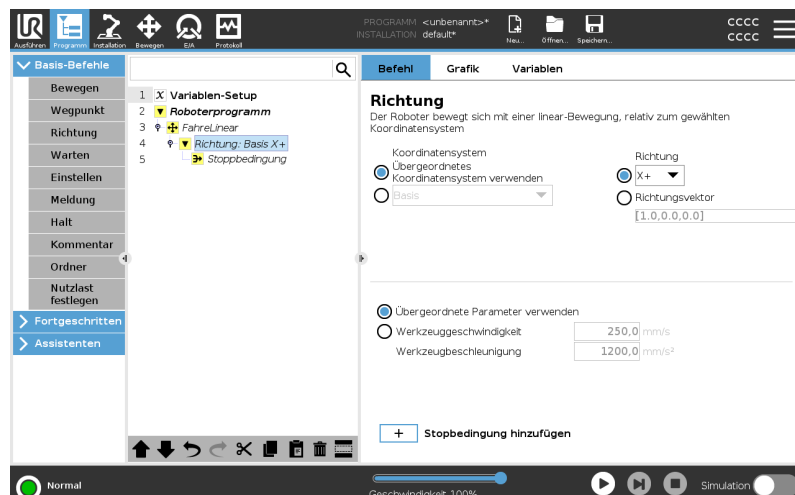 UR
PROGRAMM <unbenannt>*
INSTALLATION default*
Ausführen Programm Installation Bewegen E/A Protokoll
Neu... Öffnen... Speichern...
cccc
cccc
Basis-Befehle
Bewegen
Wegpunkt
Richtung
Warten
Einstellen
Meldung
Halt
Kommentar
Ordner
Nutzlast
festlegen
Fortgeschritten
Assistenten
1 X Variablen-Setup
2 Roboterprogramm
3 FahreLinear
4 Richtung: Basis X+
5 Stoppbedingung
Befehl Grafik Variablen
Richtung
Der Roboter bewegt sich mit einer linear-Bewegung, relativ zum gewählten
Koordinatensystem
Koordinatensystem
Übergeordnetes
Koordinatensystem verwenden
Basis
Richtung
X+
Richtungsvektor
[1.0,0.0,0.0]
Übergeordnete Parameter verwenden
Werkzeuggeschwindigkeit 250,0 mm/s
Werkzeugbeschleunigung 1200,0 mm/s²
+ Stopbedingung hinzufügen
Normal
Geschwindigkeit 100%
Simulation